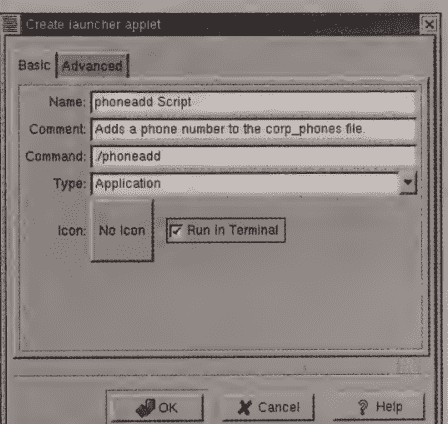 Create launcher applet
Basic Advanced
Name: phoneadd Script
Comment: Adds a phone number to the corp_phones file.
Command: /phoneadd
Type: Application
Icon: No Icon Run in Terminal
OK Cancel Help